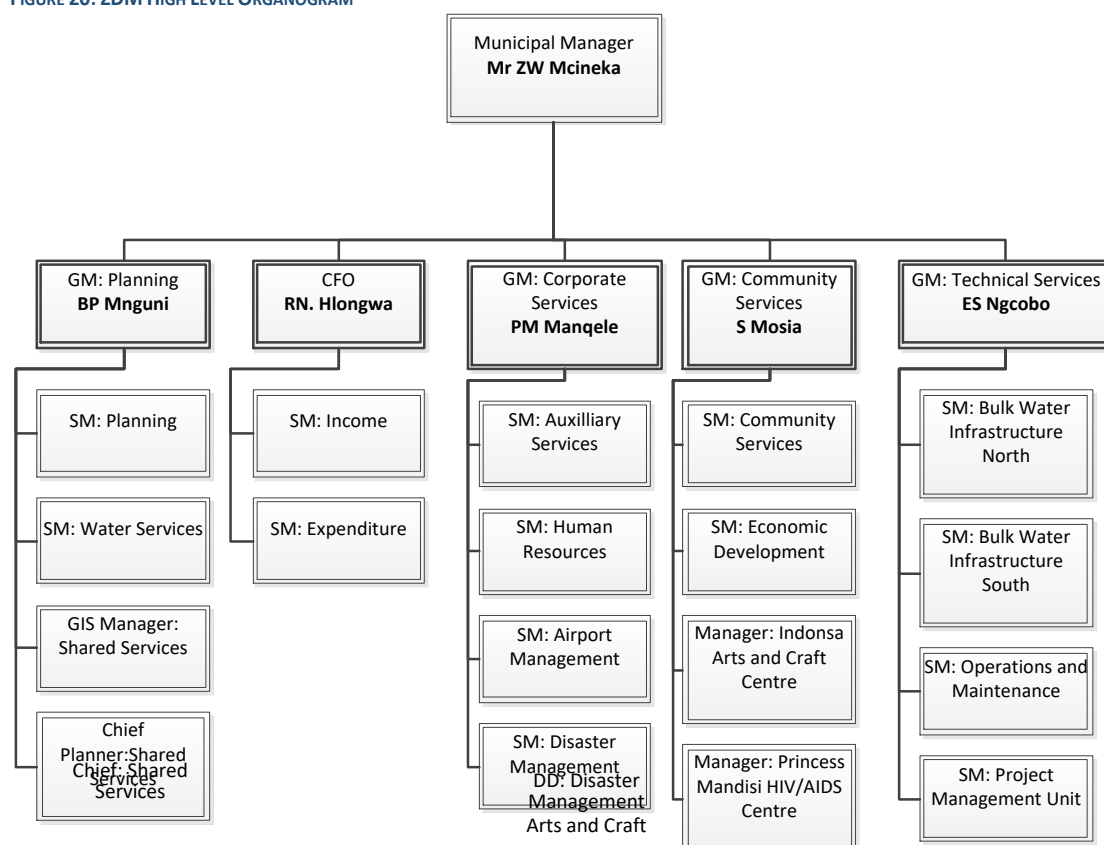 FIGURE 20: ZDM HIGH LEVEL ORGANOGRAM
Municipal Manager
Mr ZW Mcineka
GM: Planning
BP Mnguni
CFO
RN. Hlongwa
GM: Corporate
Services
PM Manqele
GM: Community
Services
S Mosia
GM: Technical Services
ES Ngcobo
SM: Planning
SM: Water Services
GIS Manager:
Shared Services
Chief
Planner:Shared
Services
Chief: Shared
Services
SM: Income
SM: Expenditure
SM: Auxilliary
Services
SM: Human
Resources
SM: Airport
Management
SM: Disaster
Management
DD: Disaster
Management
Arts and Craft
SM: Community
Services
SM: Economic
Development
Manager: Indonsa
Arts and Craft
Centre
Manager: Princess
Mandisi HIV/AIDS
Centre
SM: Bulk Water
Infrastructure
North
SM: Bulk Water
Infrastructure
South
SM: Operations and
Maintenance
SM: Project
Management Unit